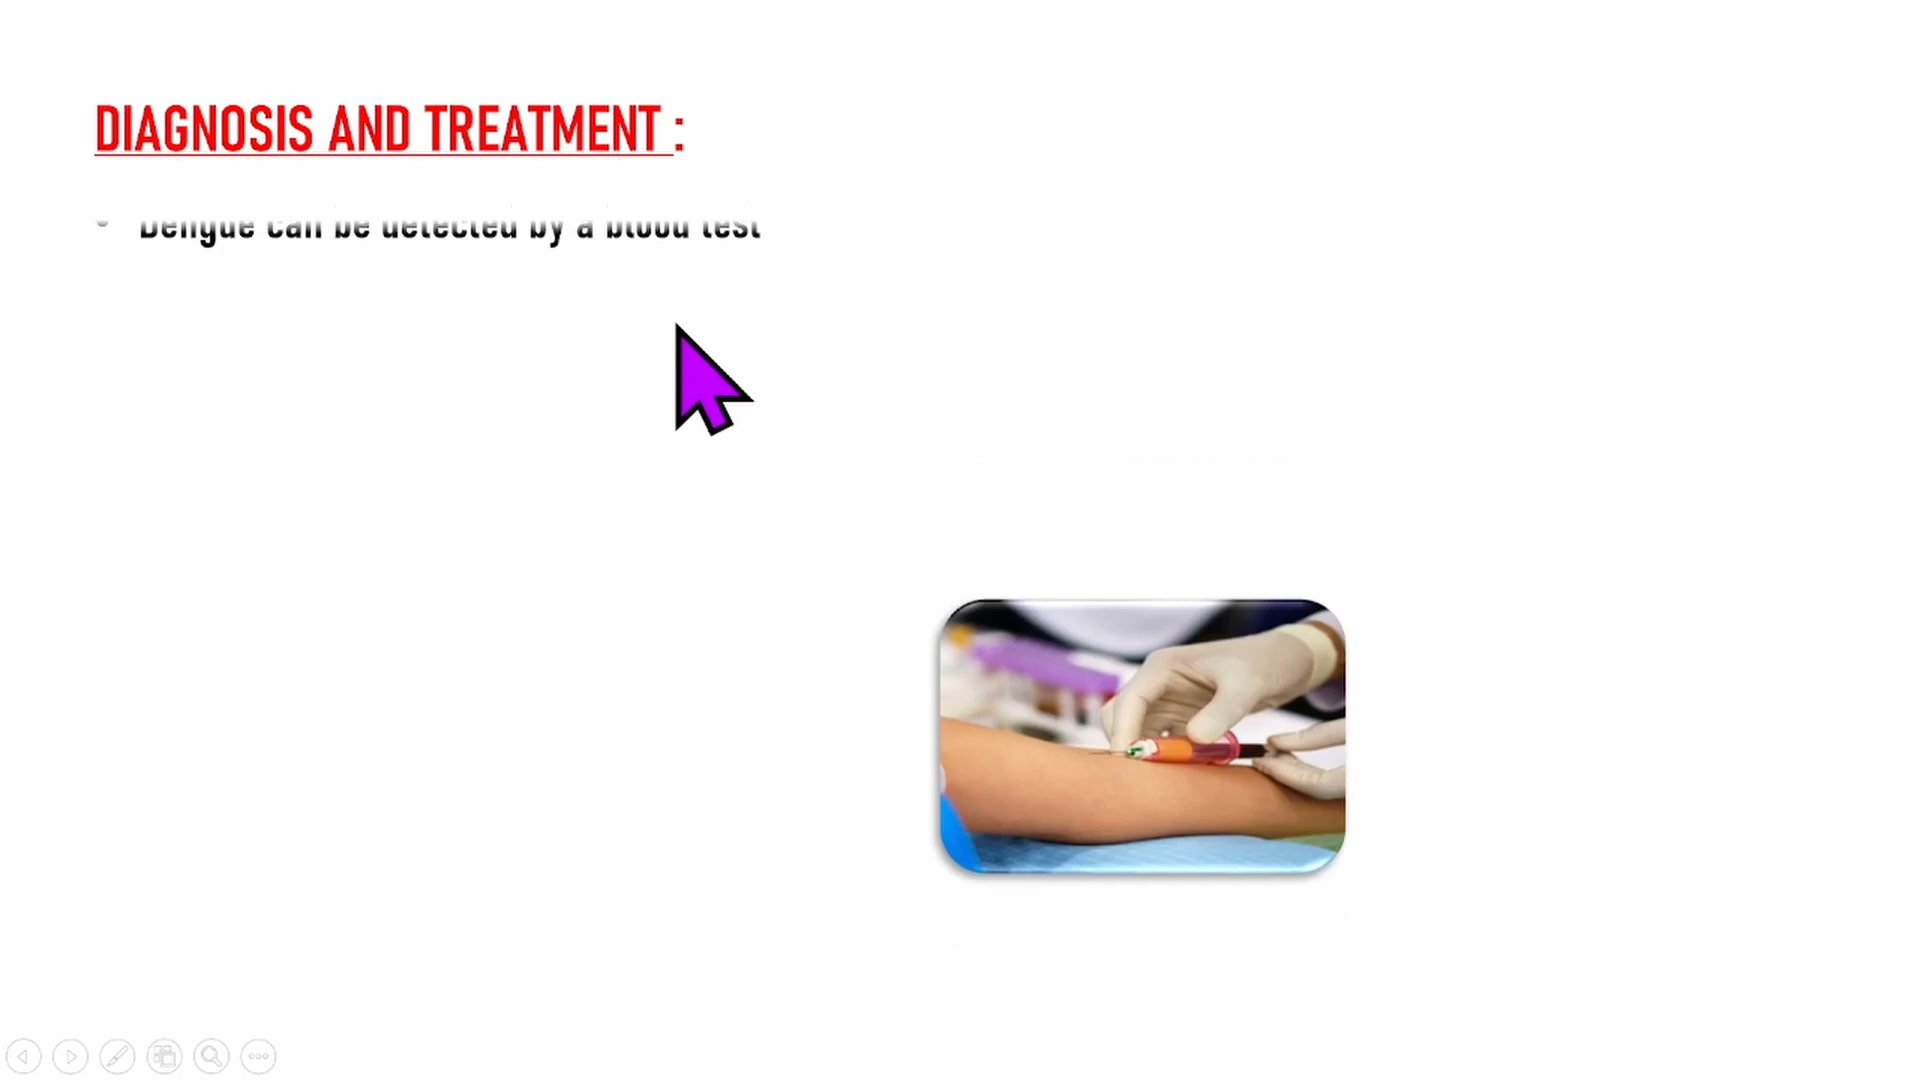 DIAGNOSIS AND TREATMENT :
• Dengue can be detected by a blood test